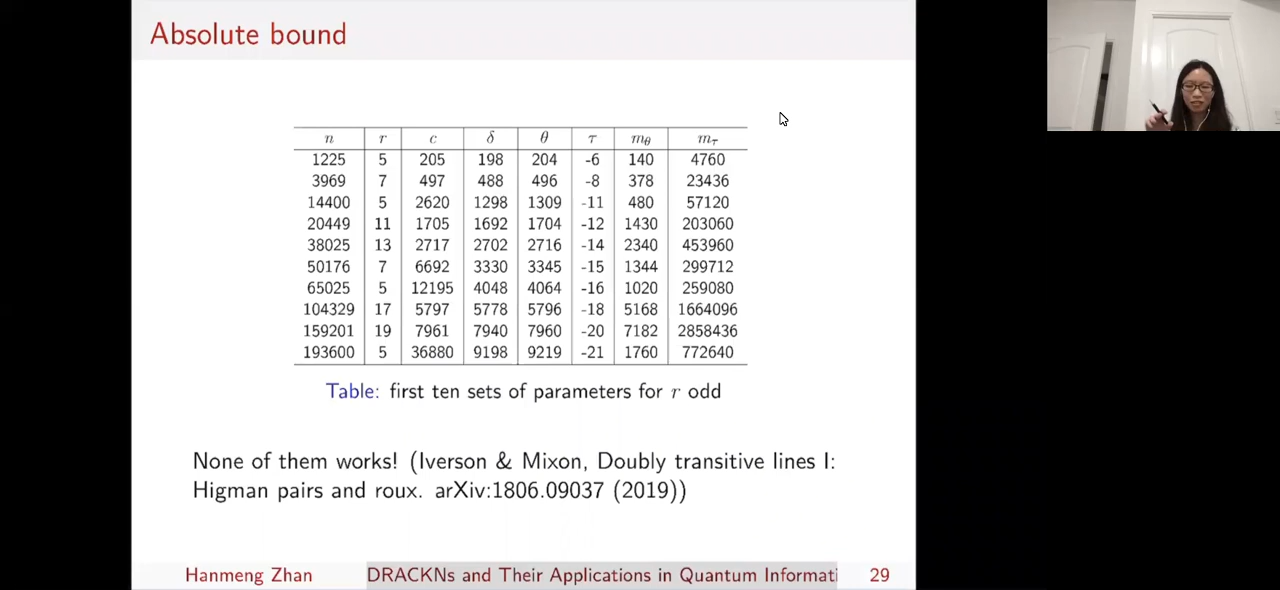 Absolute bound
n r c δ θ τ m_θ m_τ
1225 5 205 198 204 -6 140 4760
3969 7 497 488 496 -8 378 23436
14400 5 2620 1298 1309 -11 480 57120
20449 11 1705 1692 1704 -12 1430 203060
38025 13 2717 2702 2716 -14 2340 453960
50176 7 6692 3330 3345 -15 1344 299712
65025 5 12195 4048 4064 -16 1020 259080
104329 17 5797 5778 5796 -18 5168 1664096
159201 19 7961 7940 7960 -20 7182 2858436
193600 5 36880 9198 9219 -21 1760 772640
Table: first ten sets of parameters for r odd
None of them works! (Iverson & Mixon, Doubly transitive lines I:
Higman pairs and roux. arXiv:1806.09037 (2019))
Hanmeng Zhan DRACKNs and Their Applications in Quantum Informati 29